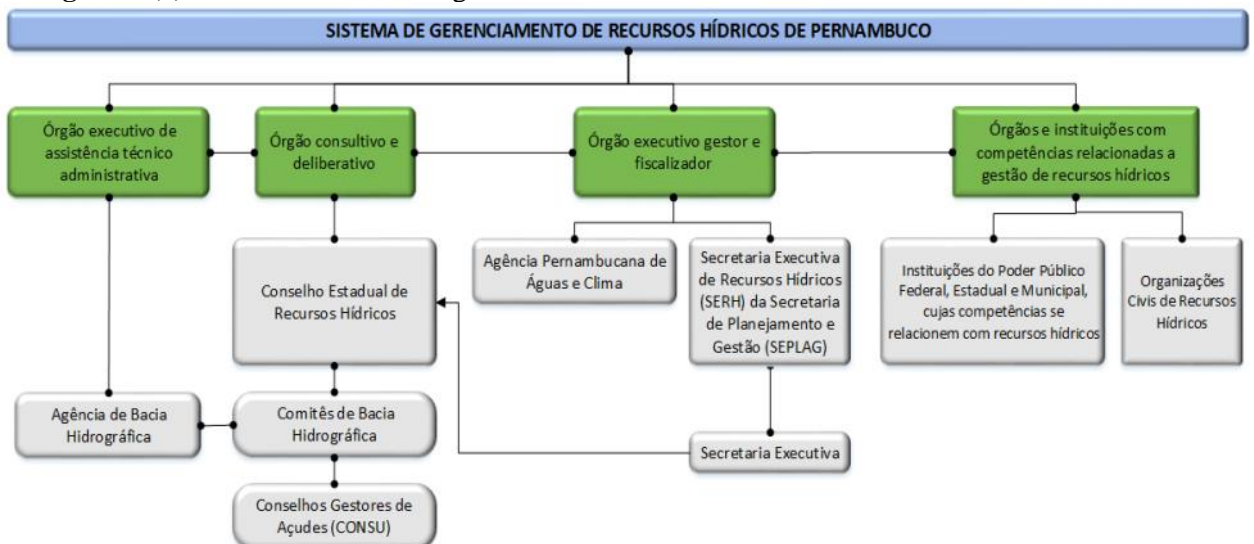 SISTEMA DE GERENCIAMENTO DE RECURSOS HÍDRICOS DE PERNAMBUCO
Órgão executivo de
assistência técnico
administrativa
Órgão consultivo e
deliberativo
Órgão executivo gestor e
fiscalizador
Órgãos e instituições com
competências relacionadas a
gestão de recursos hídricos
Conselho Estadual de
Recursos Hídricos
Agência Pernambucana de
Águas e Clima
Secretaria Executiva
de Recursos Hídricos
(SERH) da Secretaria
de Planejamento e
Gestão (SEPLAG)
Instituições do Poder Público
Federal, Estadual e Municipal,
cujas competências se
relacionem com recursos hídricos
Organizações
Civis de Recursos
Hídricos
Agência de Bacia
Hidrográfica
Comitês de Bacia
Hidrográfica
Secretaria Executiva
Conselhos Gestores de
Açudes (CONSU)